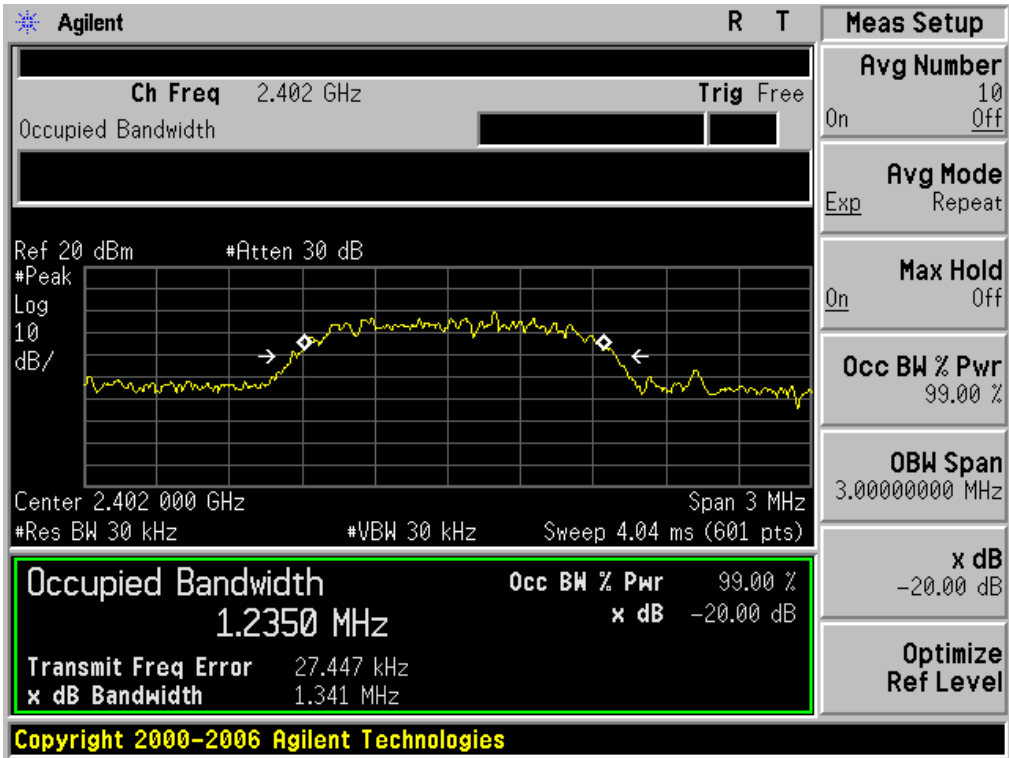 Agilent R T
Ch Freq 2.402 GHz Trig Free
Occupied Bandwidth
Ref 20 dBm #Atten 30 dB
#Peak
Log
10
dB/
Center 2.402 000 GHz Span 3 MHz
#Res BW 30 kHz #VBW 30 kHz Sweep 4.04 ms (601 pts)
Occupied Bandwidth Occ BW % Pwr 99.00 %
1.2350 MHz x dB -20.00 dB
Transmit Freq Error 27.447 kHz
x dB Bandwidth 1.341 MHz
Copyright 2000-2006 Agilent Technologies
Meas Setup
Avg Number
10
On Off
Avg Mode
Exp Repeat
Max Hold
On Off
Occ BW % Pwr
99.00 %
OBW Span
3.00000000 MHz
x dB
-20.00 dB
Optimize
Ref Level